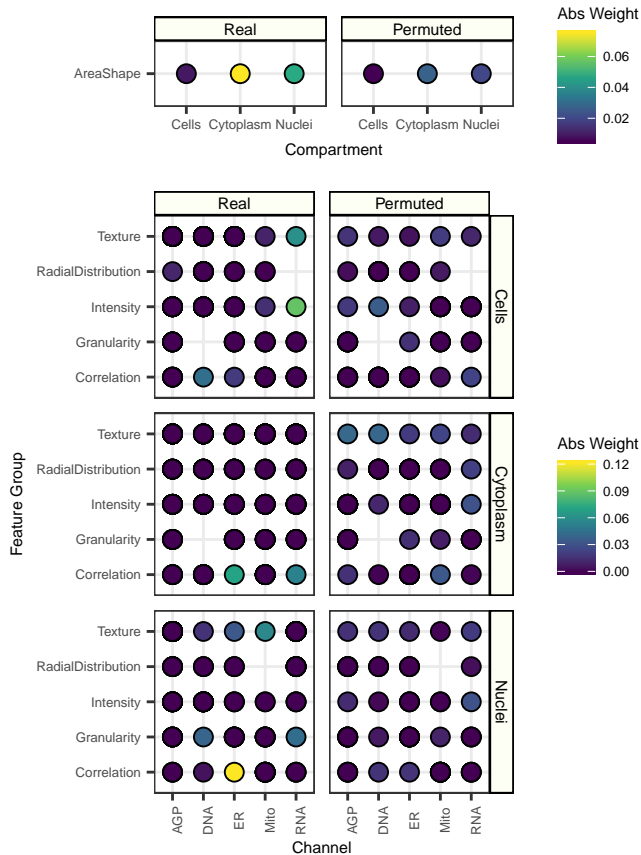 Abs Weight
Real
Permuted
0.06
0.04
0.02
AreaShape
Cells
Cytoplasm
Nuclei
Cells
Cytoplasm
Nuclei
Compartment
Real
Permuted
Texture
RadialDistribution
Intensity
Granularity
Correlation
Cells
Texture
RadialDistribution
Intensity
Granularity
Correlation
Cytoplasm
Feature Group
Abs Weight
0.12
0.09
0.06
0.03
0.00
Texture
RadialDistribution
Intensity
Granularity
Correlation
Nuclei
AGP
DNA
ER
Mito
RNA
AGP
DNA
ER
Mito
RNA
Channel